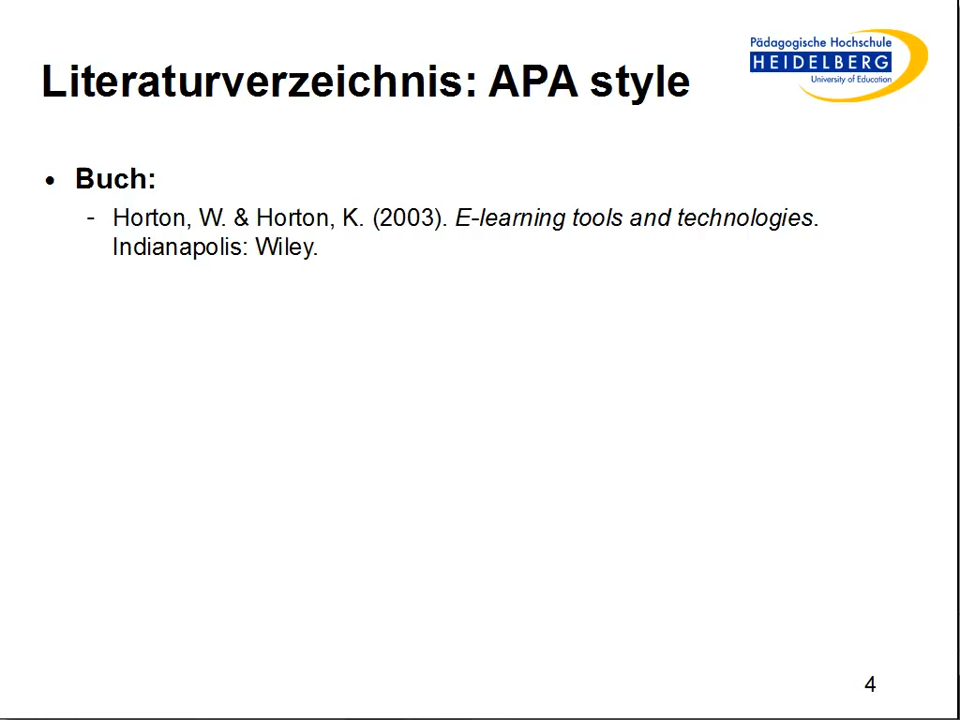 Pädagogische Hochschule
HEIDELBERG
University of Education
Literaturverzeichnis: APA style
• Buch:
- Horton, W. & Horton, K. (2003). E-learning tools and technologies.
Indianapolis: Wiley.
4